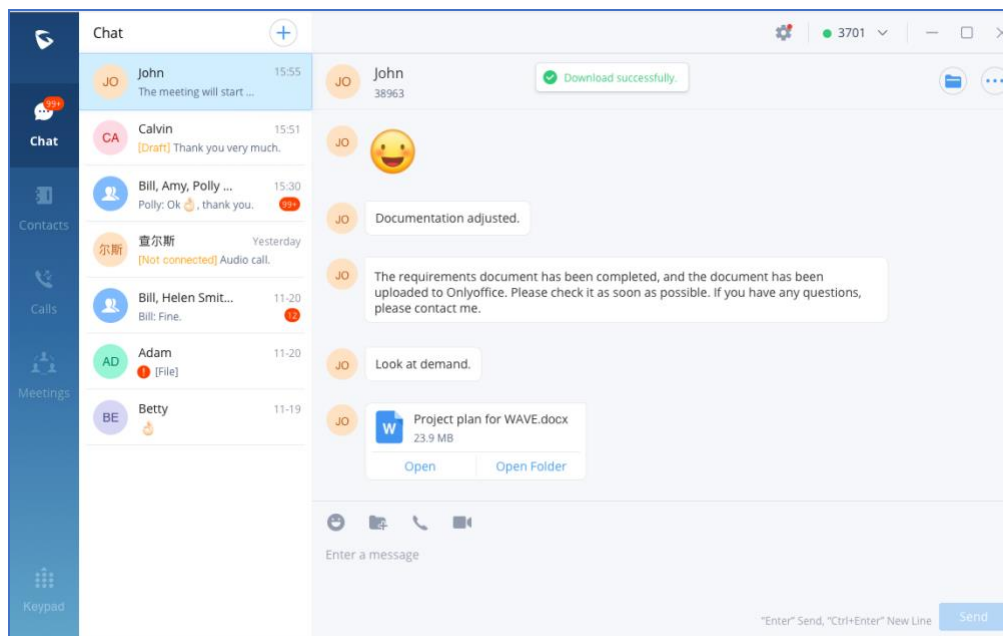 Chat
3701
99+
Chat
Contacts
Calls
Meetings
Keypad
JO
John
15:55
The meeting will start ...
CA
Calvin
15:51
[Draft] Thank you very much.
Bill, Amy, Polly ...
15:30
Polly: Ok👌, thank you.
99+
尔斯
查尔斯
Yesterday
[Not connected] Audio call.
Bill, Helen Smit...
11-20
Bill: Fine.
12
AD
Adam
11-20
[File]
BE
Betty
11-19
👌
JO
John
38963
Download successfully.
JO
JO
Documentation adjusted.
JO
The requirements document has been completed, and the document has been
uploaded to Onlyoffice. Please check it as soon as possible. If you have any questions,
please contact me.
JO
Look at demand.
JO
W
Project plan for WAVE.docx
23.9 MB
Open
Open Folder
Enter a message
"Enter" Send, "Ctrl+Enter" New Line
Send